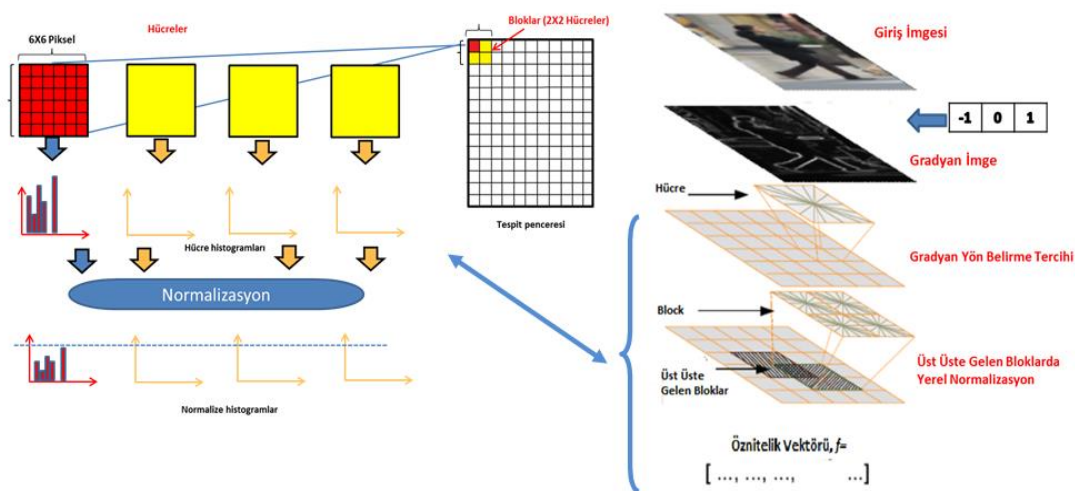 Hücreler
6X6 Piksel
Bloklar (2X2 Hücreler)
Tespit penceresi
Hücre histogramları
Normalizasyon
Normalize histogramlar
Giriş İmgesi
-1 0 1
Gradyan İmge
Hücre
Gradyan Yön Belirme Tercihi
Block
Üst Üste
Gelen Bloklar
Üst Üste Gelen Bloklarda
Yerel Normalizasyon
Öznitelik Vektörü, f=
[ ..., ..., ..., ...]